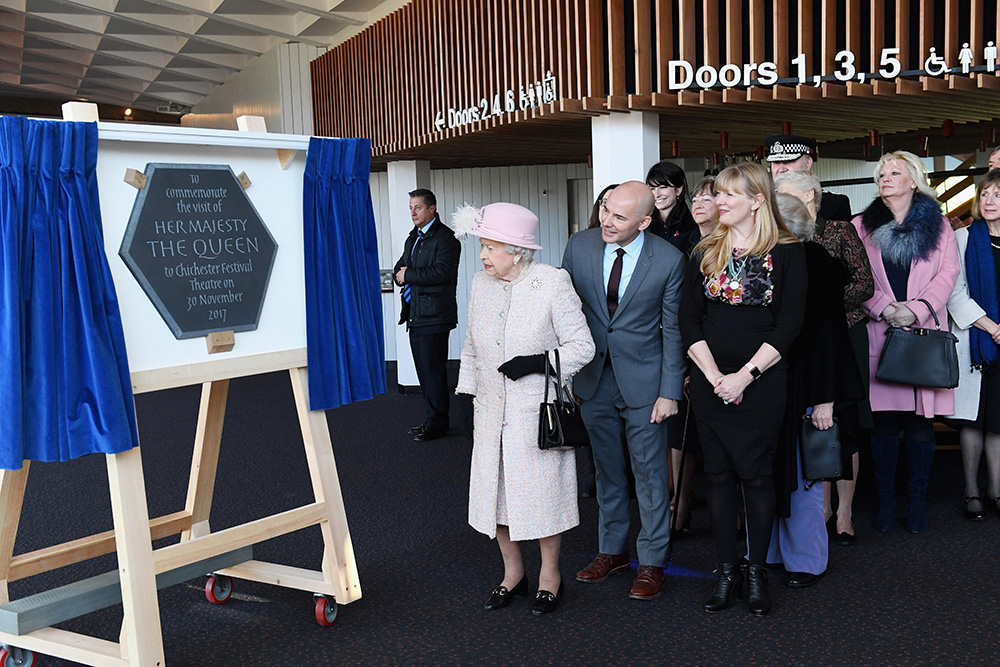 To
commemorate
the visit of
HER MAJESTY
THE QUEEN
to Chichester Festival
Theatre on
30 November
2017
Doors 2, 4, 6
Doors 1, 3, 5